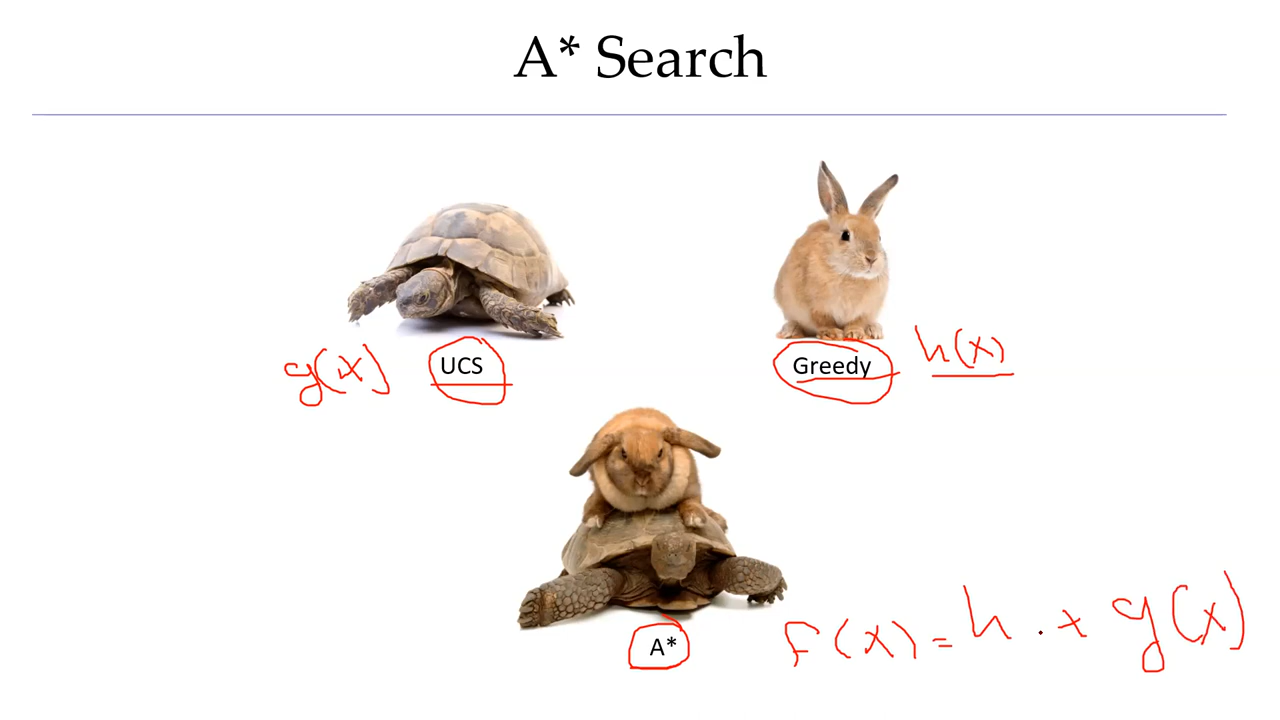 A* Search
g(x) UCS
Greedy h(x)
A*
F(x) = h . + g(x)